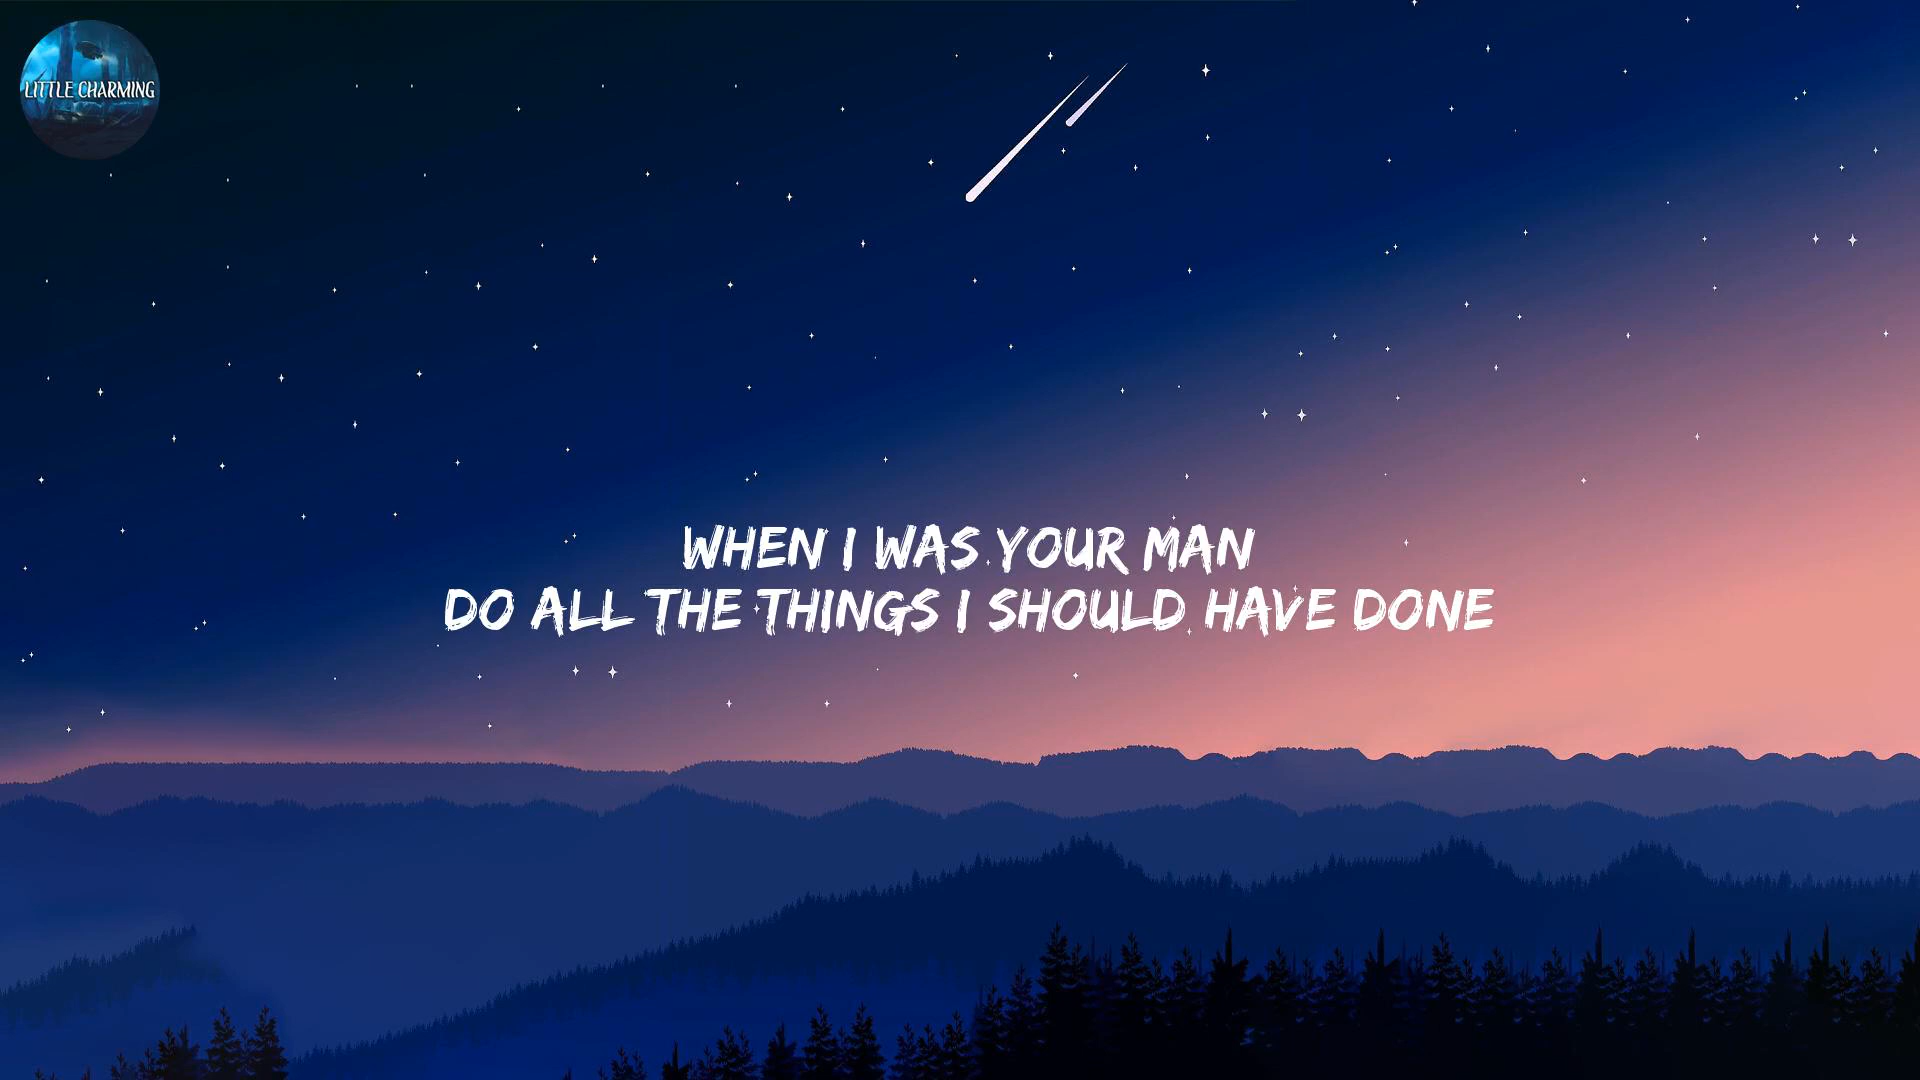 LITTLE CHARMING
WHEN I WAS YOUR MAN
DO ALL THE THINGS I SHOULD HAVE DONE